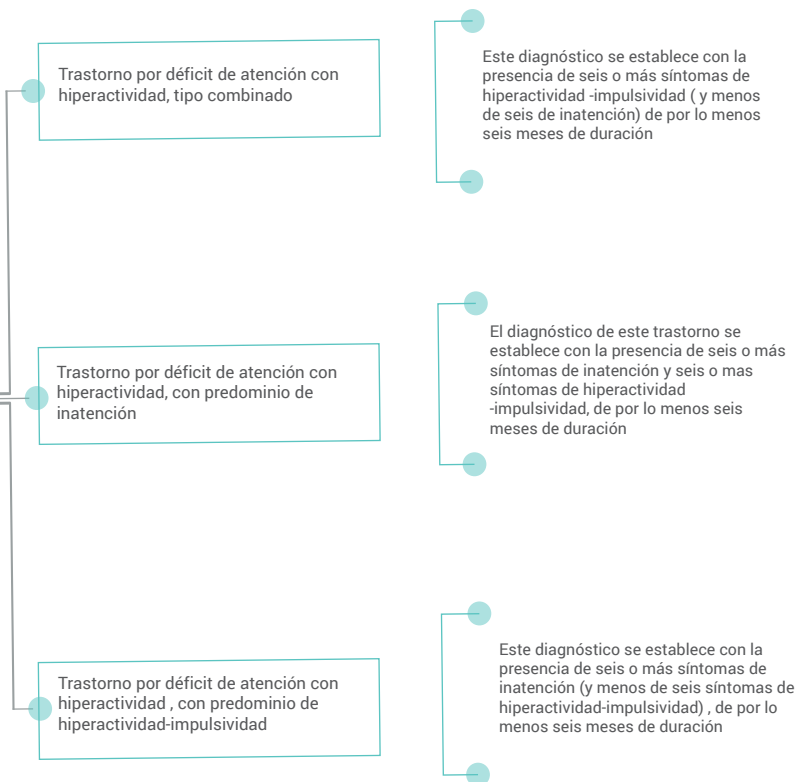 Trastorno por déficit de atención con
hiperactividad, tipo combinado
Este diagnóstico se establece con la
presencia de seis o más síntomas de
hiperactividad -impulsividad ( y menos
de seis de inatención) de por lo menos
seis meses de duración
Trastorno por déficit de atención con
hiperactividad, con predominio de
inatención
El diagnóstico de este trastorno se
establece con la presencia de seis o más
síntomas de inatención y seis o mas
síntomas de hiperactividad
-impulsividad, de por lo menos seis
meses de duración
Trastorno por déficit de atención con
hiperactividad , con predominio de
hiperactividad-impulsividad
Este diagnóstico se establece con la
presencia de seis o más síntomas de
inatención (y menos de seis síntomas de
hiperactividad-impulsividad) , de por lo
menos seis meses de duración